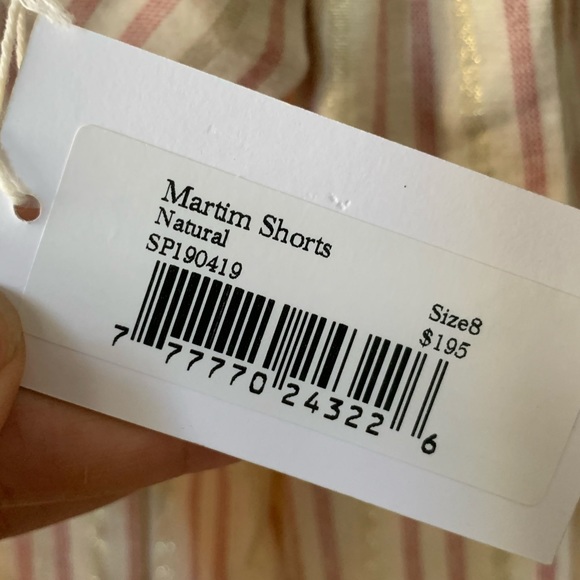 Martim Shorts
Natural
SP190419
Size8
$195
7 77770 24322 6